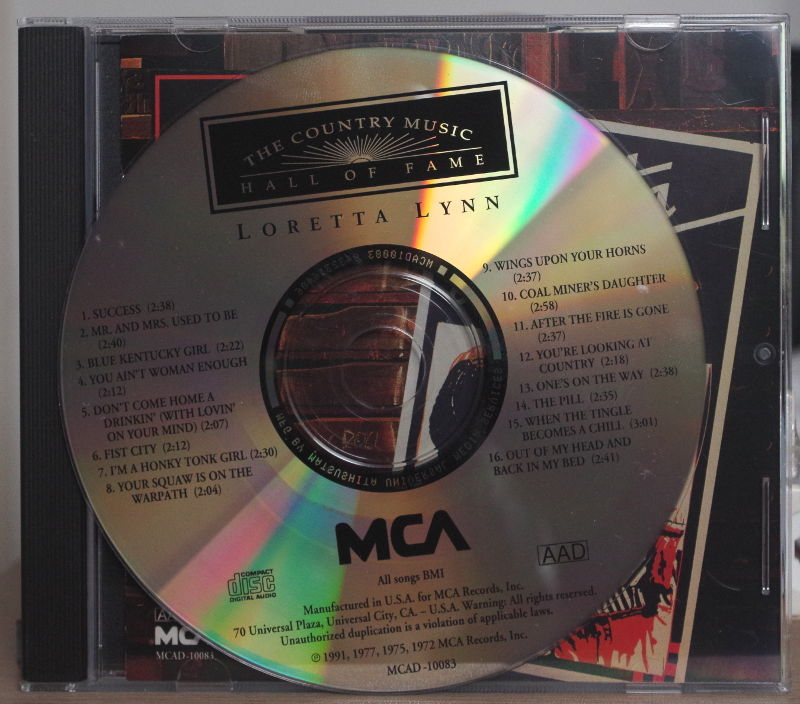 THE COUNTRY MUSIC
HALL OF FAME
LORETTA LYNN
1. SUCCESS (2:38)
2. MR. AND MRS. USED TO BE
(2:40)
3. BLUE KENTUCKY GIRL (2:22)
4. YOU AIN'T WOMAN ENOUGH
(2:12)
5. DON'T COME HOME A
DRINKIN' (WITH LOVIN'
ON YOUR MIND) (2:07)
6. FIST CITY (2:12)
7. I'M A HONKY TONK GIRL (2:30)
8. YOUR SQUAW IS ON THE
WARPATH (2:04)
9. WINGS UPON YOUR HORNS
(2:37)
10. COAL MINER'S DAUGHTER
(2:58)
11. AFTER THE FIRE IS GONE
(2:37)
12. YOU'RE LOOKING AT
COUNTRY (2:18)
13. ONE'S ON THE WAY (2:38)
14. THE PILL (2:35)
15. WHEN THE TINGLE
BECOMES A CHILL (3:01)
16. OUT OF MY HEAD AND
BACK IN MY BED (2:41)
MCAD10083
MCA
AAD
COMPACT
disc
DIGITAL AUDIO
All songs BMI
Manufactured in U.S.A. for MCA Records, Inc.
70 Universal Plaza, Universal City, CA. – U.S.A. Warning: All rights reserved.
Unauthorized duplication is a violation of applicable laws.
℗ 1991, 1977, 1975, 1972 MCA Records, Inc.
MCAD-10083
MCAD-10083